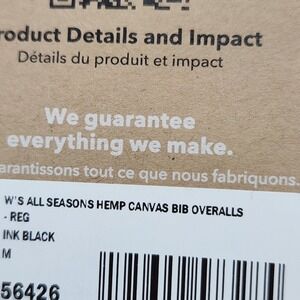 roduct Details and Impact
Détails du produit et impact
We guarantee
everything we make.
arantissons tout ce que nous fabriquons.
W'S ALL SEASONS HEMP CANVAS BIB OVERALLS
- REG
INK BLACK
M
56426